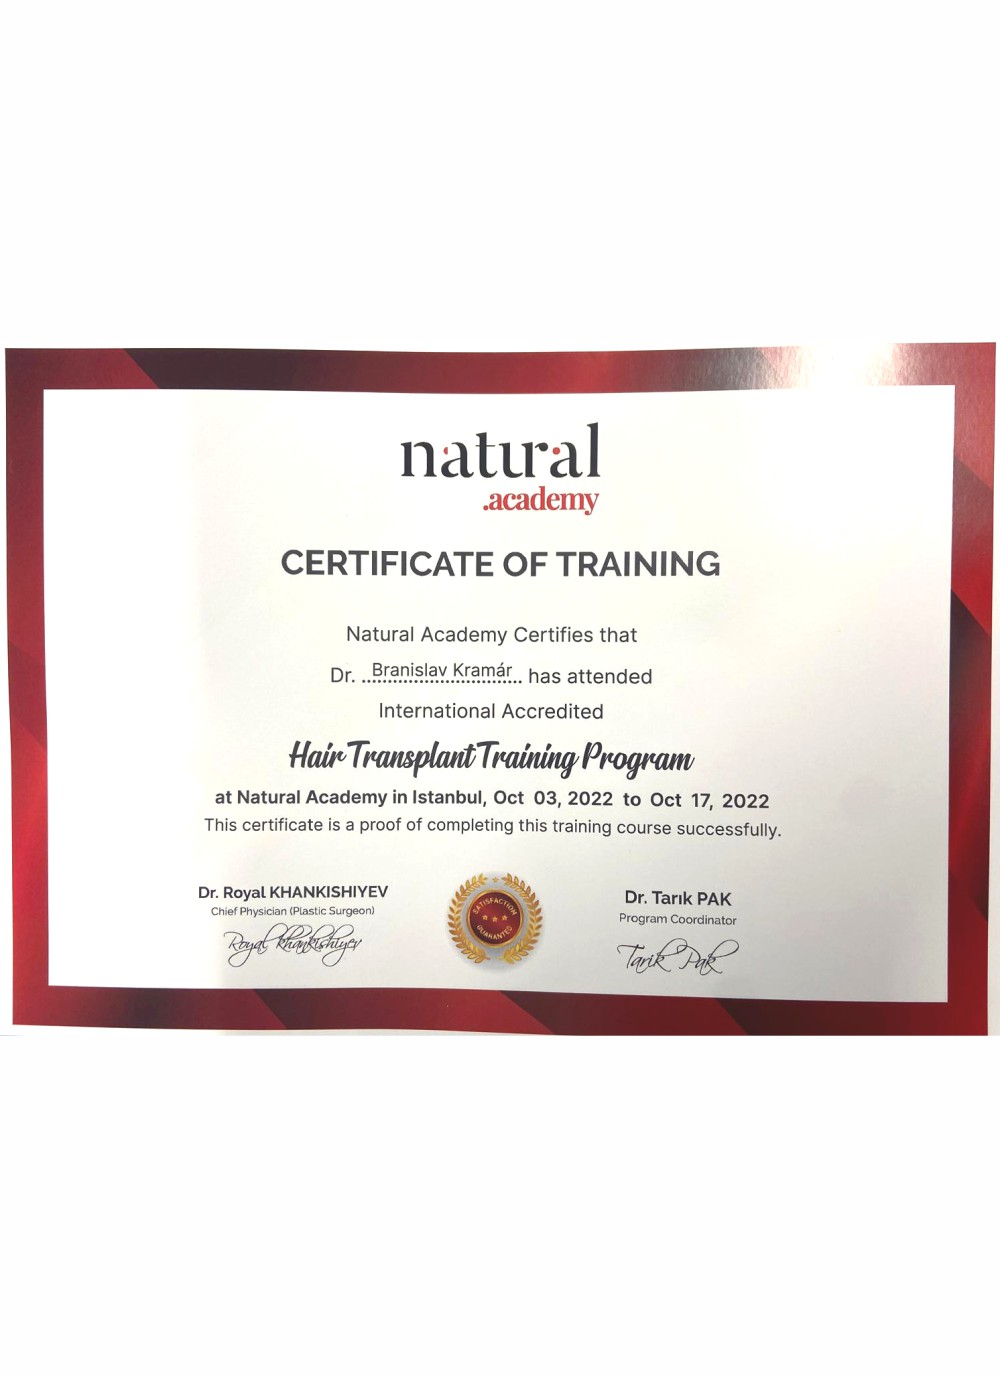 natural
.academy
CERTIFICATE OF TRAINING
Natural Academy Certifies that
Dr. Branislav Kramár has attended
International Accredited
Hair Transplant Training Program
at Natural Academy in Istanbul, Oct 03, 2022 to Oct 17, 2022
This certificate is a proof of completing this training course successfully.
Dr. Royal KHANKISHIYEV
Chief Physician (Plastic Surgeon)
Royal Khankishiyev
SATISFACTION
GUARANTED
Dr. Tarık PAK
Program Coordinator
Tarik Pak